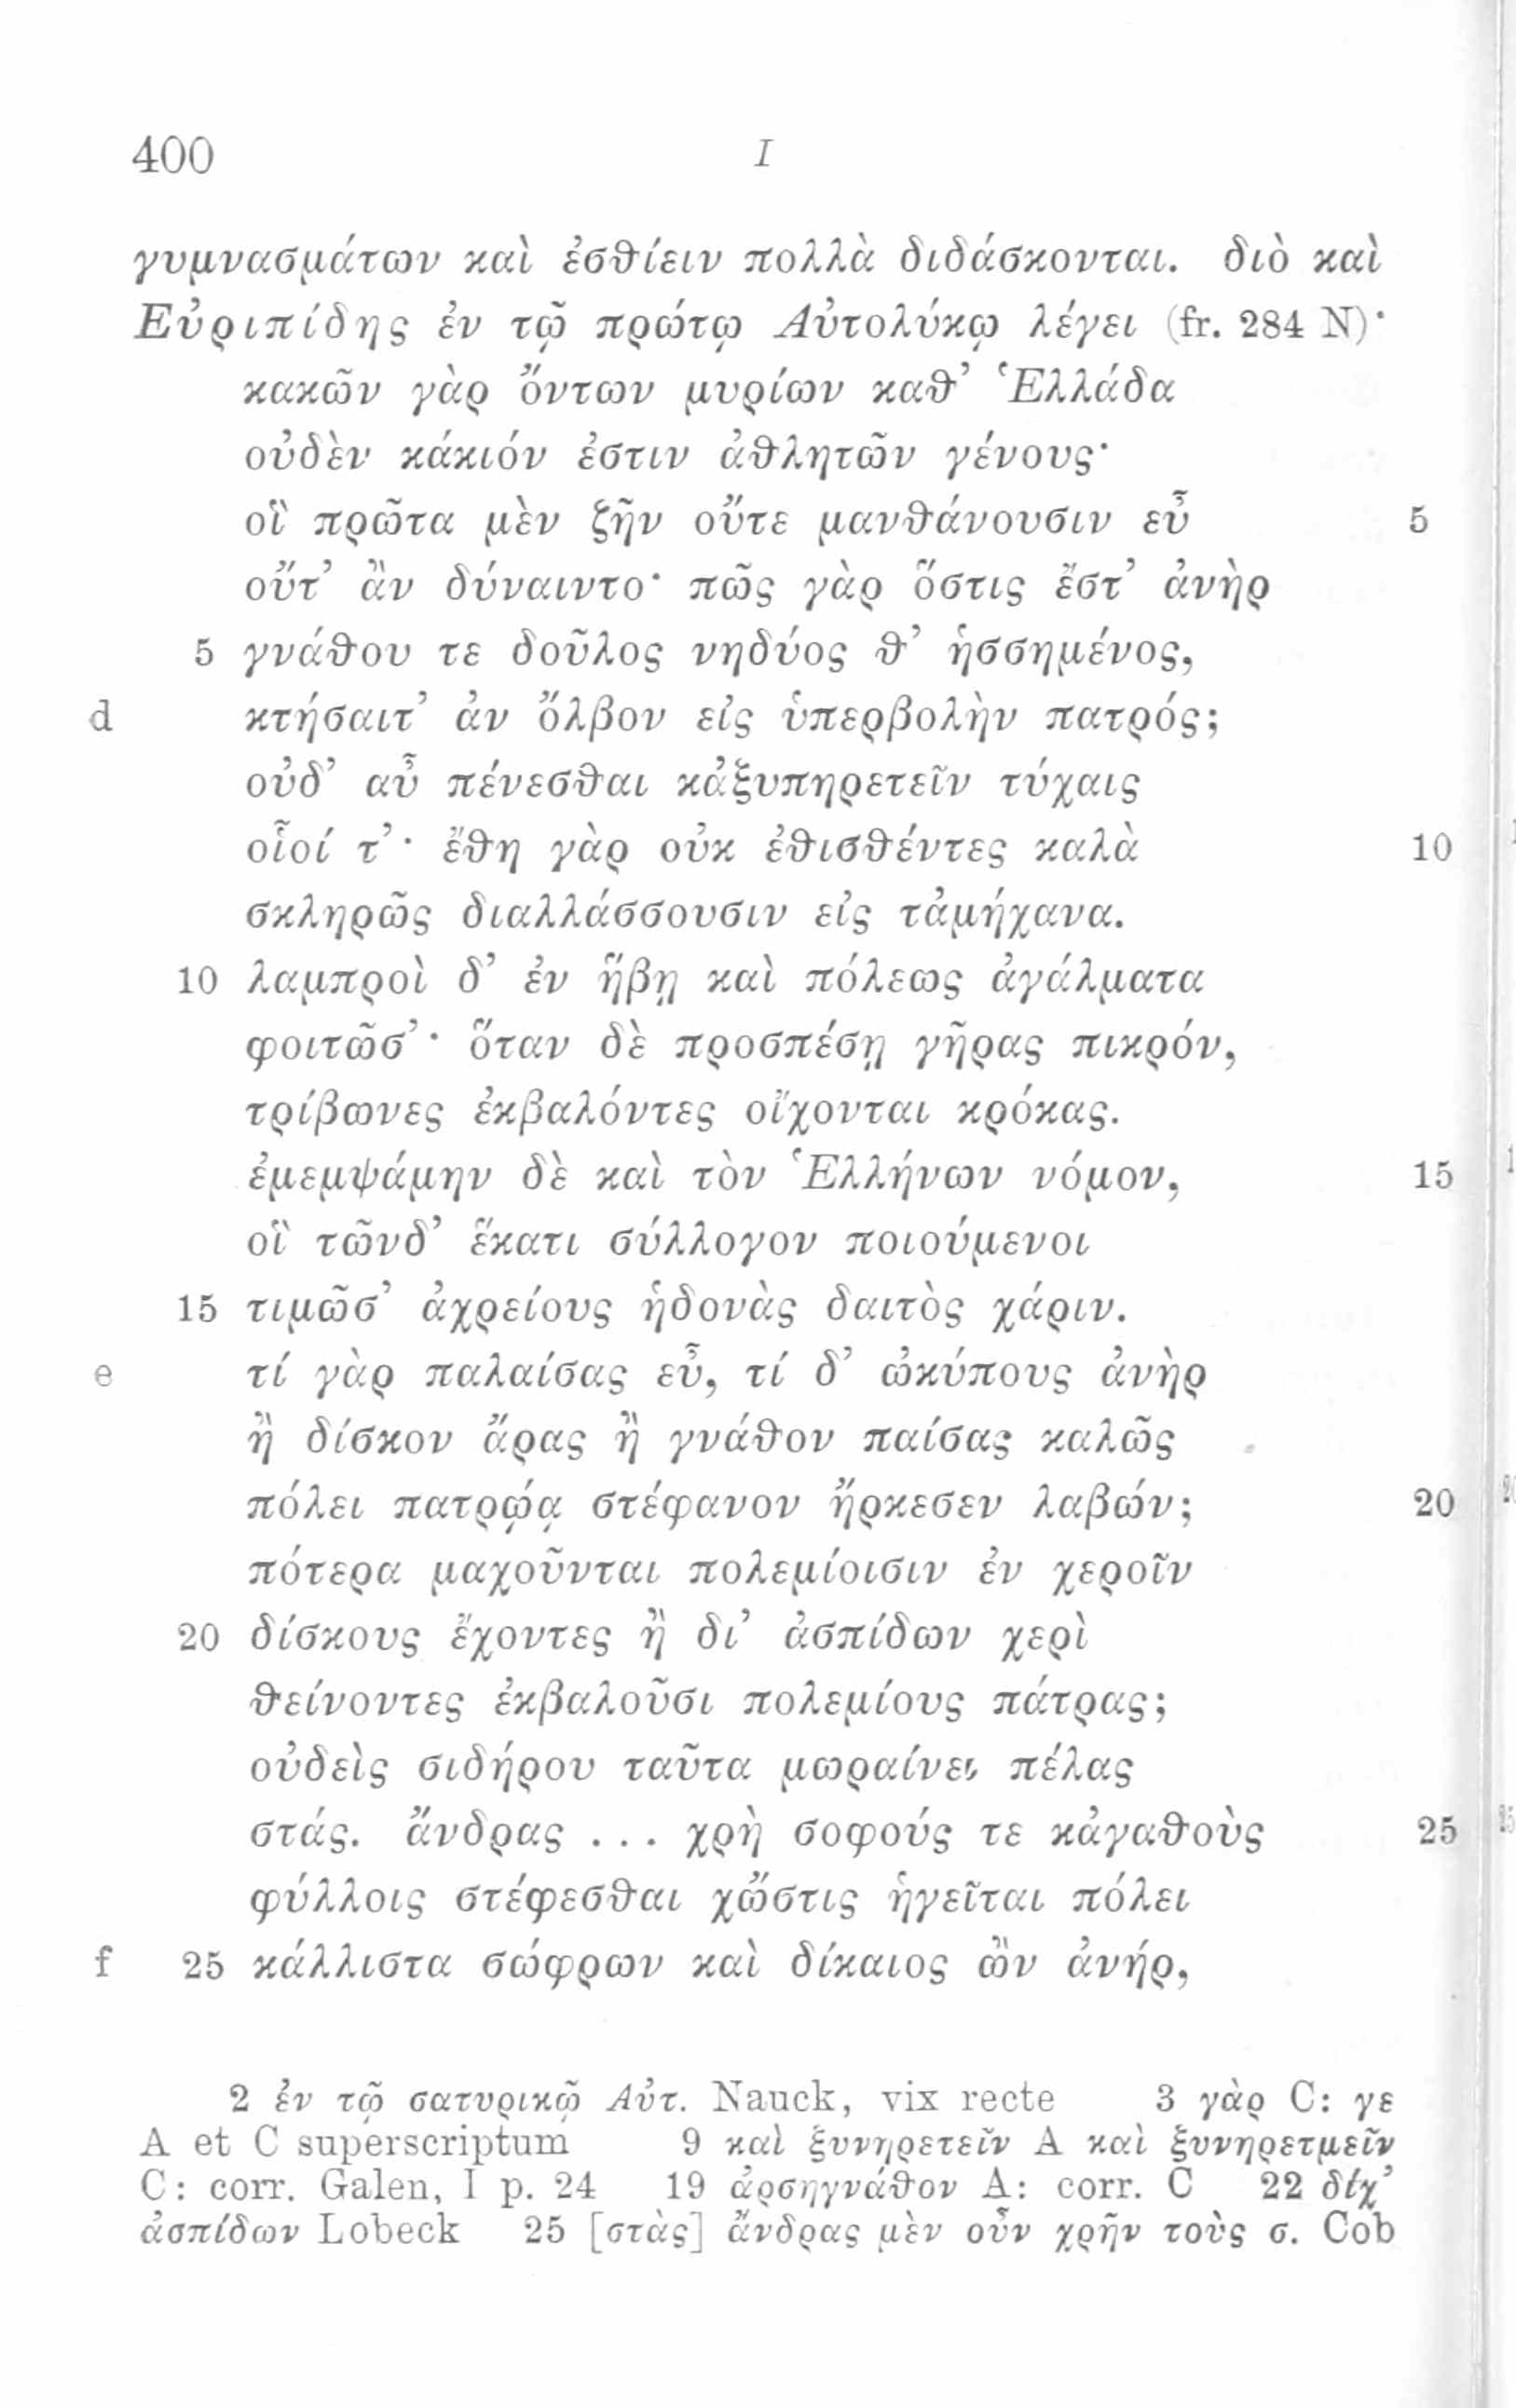 400 I
γυμνασμάτων καὶ ἐσθίειν πολλὰ διδάσκονται. διὸ καὶ
Εὐριπίδης ἐν τῷ πρώτῳ Αὐτολύκῳ λέγει (fr. 284 N)·
κακῶν γὰρ ὄντων μυρίων καθ’ Ἑλλάδα
οὐδὲν κάκιόν ἐστιν ἀθλητῶν γένους·
οἳ πρῶτα μὲν ζῆν οὔτε μανθάνουσιν εὖ 5
οὔτ’ ἂν δύναιντο· πῶς γὰρ ὅστις ἔστ’ ἀνὴρ
5 γνάθου τε δοῦλος νηδύος θ’ ἡσσημένος,
d κτήσαιτ’ ἀν ὄλβον εἰς ὑπερβολὴν πατρός;
οὐδ’ αὖ πένεσθαι κἀξυπηρετεῖν τύχαις
οἷοί τ’· ἔθη γὰρ οὐκ ἐθισθέντες καλὰ 10
σκληρῶς διαλλάσσουσιν εἰς τἀμήχανα.
10 λαμπροὶ δ’ ἐν ἥβῃ καὶ πόλεως ἀγάλματα
φοιτῶσ’· ὅταν δὲ προσπέσῃ γῆρας πικρόν,
τρίβωνες ἐκβαλόντες οἴχονται κρόκας.
ἐμεμψάμην δὲ καὶ τὸν Ἑλλήνων νόμον, 15
οἳ τῶνδ’ ἕκατι σύλλογον ποιούμενοι
15 τιμῶσ’ ἀχρείους ἡδονὰς δαιτὸς χάριν.
e τί γὰρ παλαίσας εὖ, τί δ’ ὠκύπους ἀνὴρ
ἢ δίσκον ἄρας ἢ γνάθον παίσας καλῶς
πόλει πατρῴᾳ στέφανον ἤρκεσεν λαβών; 20
πότερα μαχοῦνται πολεμίοισιν ἐν χεροῖν
20 δίσκους ἔχοντες ἢ δι’ ἀσπίδων χερὶ
θείνοντες ἐκβαλοῦσι πολεμίους πάτρας;
οὐδεὶς σιδήρου ταῦτα μωραίνει πέλας
στάς. ἄνδρας ... χρὴ σοφούς τε κἀγαθοὺς 25
φύλλοις στέφεσθαι χὤστις ἡγεῖται πόλει
f 25 κάλλιστα σώφρων καὶ δίκαιος ὢν ἀνήρ,
2 ἐν τῷ σατυρικῷ Αὐτ. Nauck, vix recte 3 γὰρ C: γε
A et C superscriptum 9 καὶ ξυνηρετεῖν A καὶ ξυνηρετμεῖν
C: corr. Galen, I p. 24 19 ἀρσηγνάθον A: corr. C 22 δίχ’
ἀσπίδων Lobeck 25 [στὰς] ἄνδρας μὲν οὖν χρῆν τοὺς σ. Cob